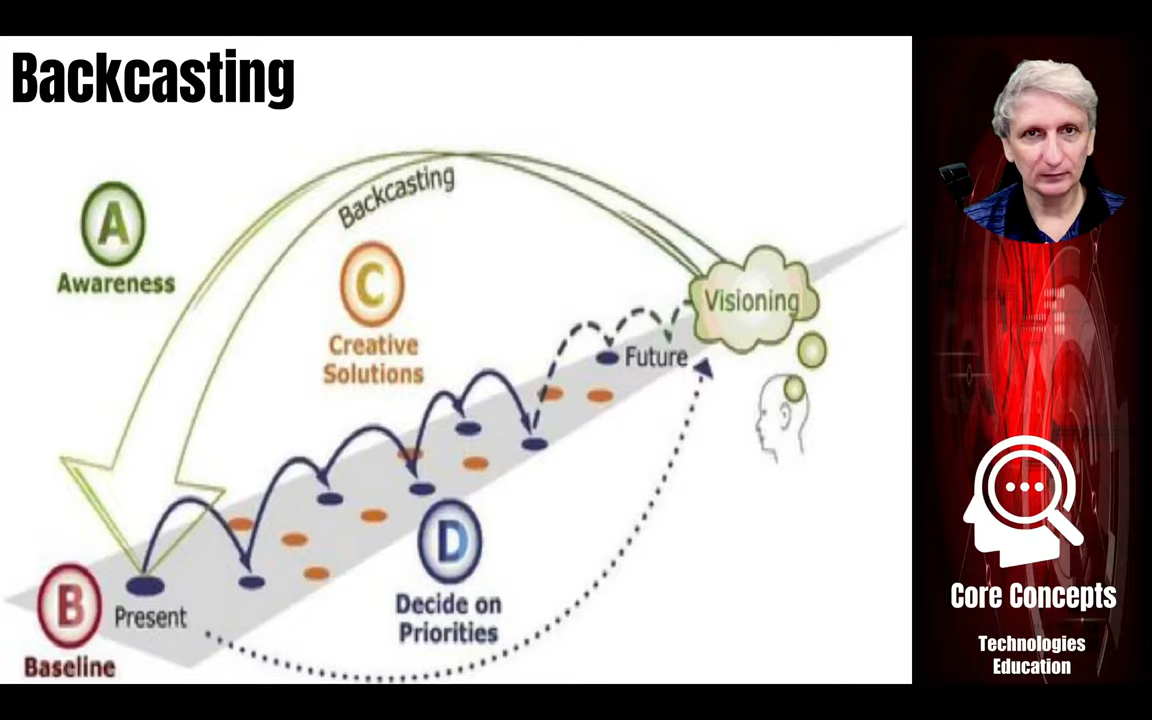 Backcasting
Backcasting
A
Awareness
C
Creative
Solutions
Visioning
Future
D
Decide on
Priorities
B
Present
Baseline
Core Concepts
Technologies
Education